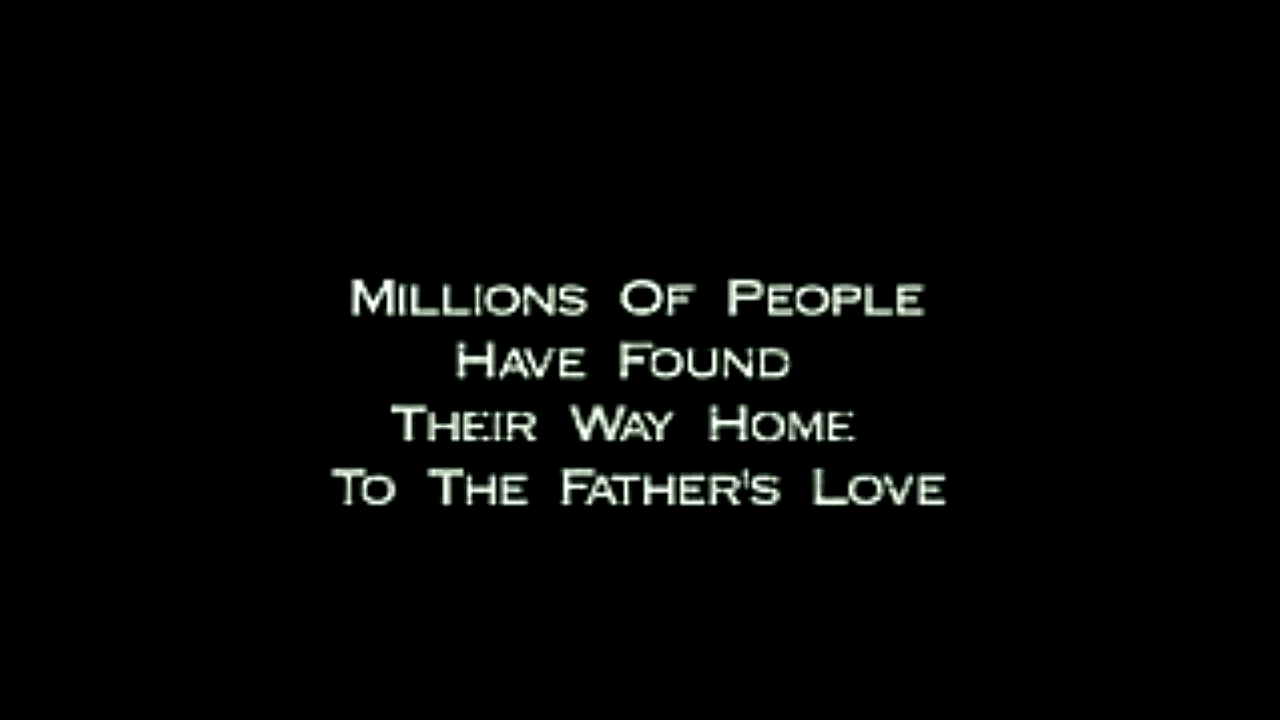 Millions Of People
Have Found
Their Way Home
To The Father's Love